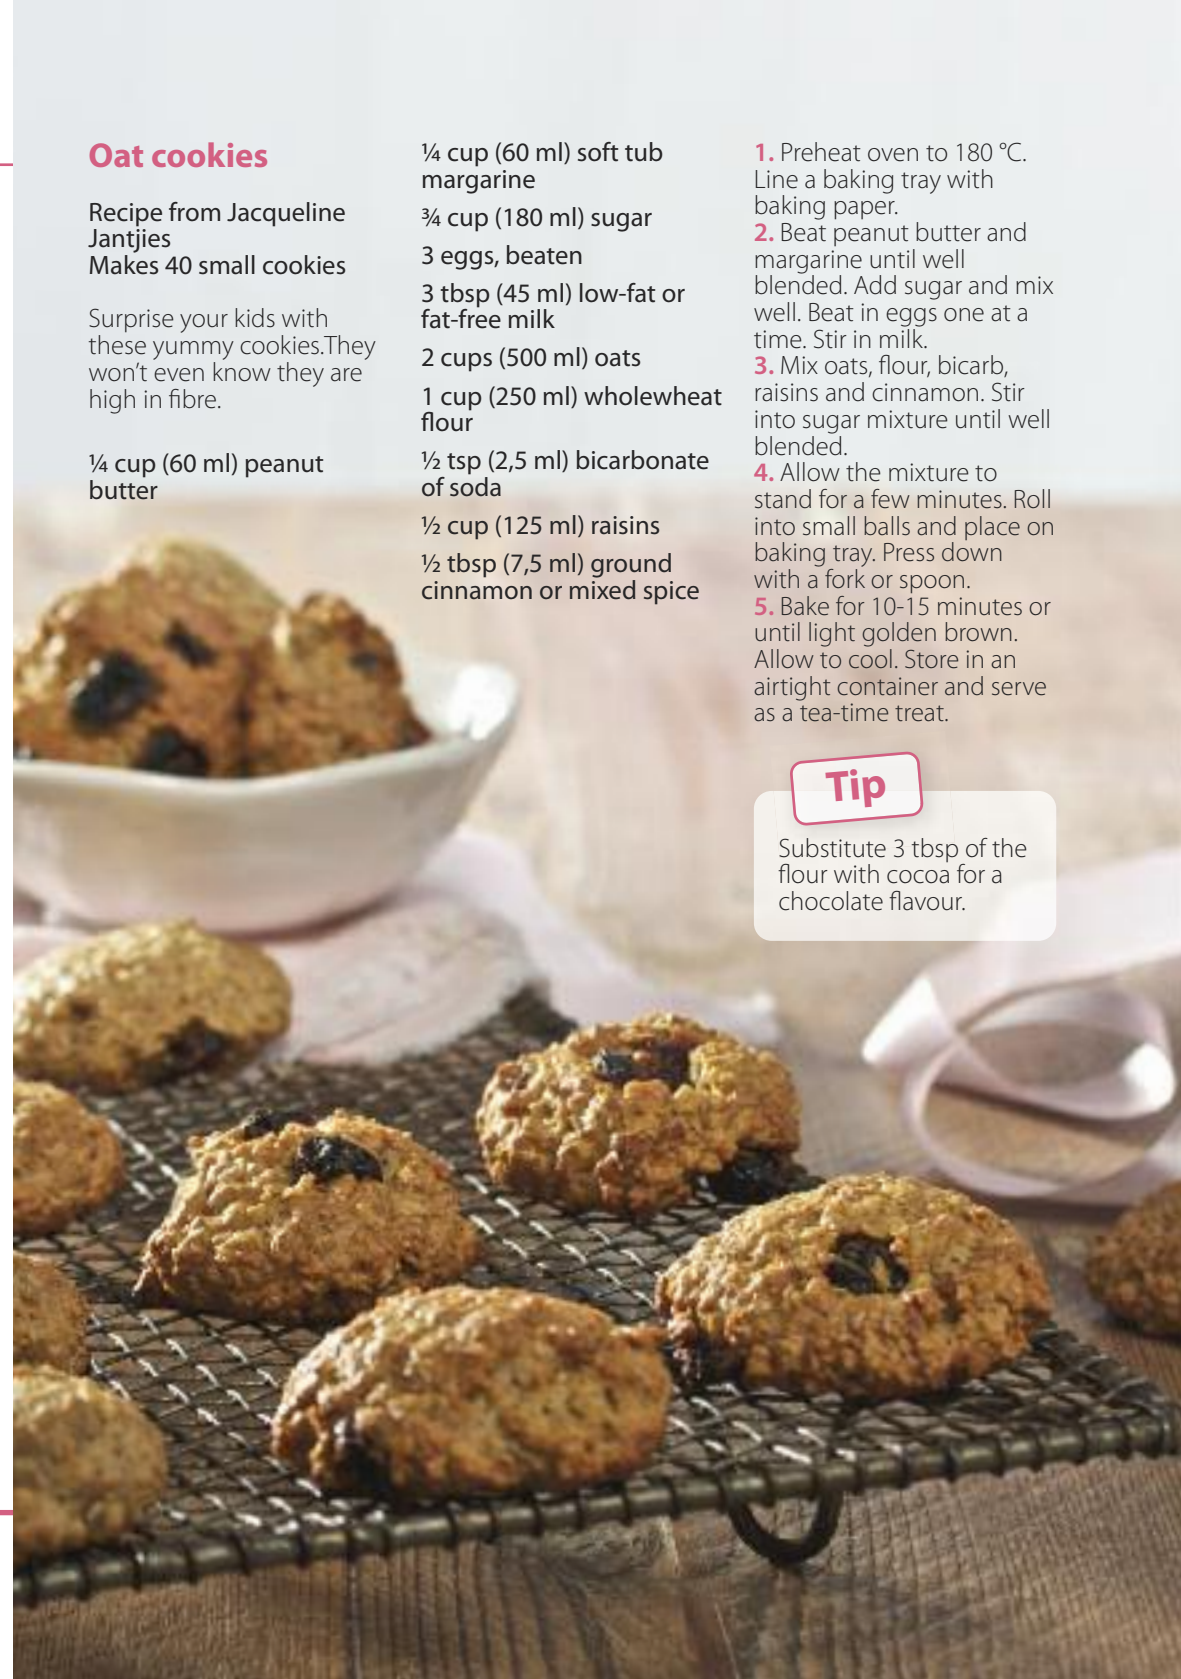 Oat cookies
Recipe from Jacqueline
Jantjies
Makes 40 small cookies
Surprise your kids with
these yummy cookies.They
won’t even know they are
high in fibre.
¼ cup (60 ml) peanut
butter
¼ cup (60 ml) soft tub
margarine
¾ cup (180 ml) sugar
3 eggs, beaten
3 tbsp (45 ml) low-fat or
fat-free milk
2 cups (500 ml) oats
1 cup (250 ml) wholewheat
flour
½ tsp (2,5 ml) bicarbonate
of soda
½ cup (125 ml) raisins
½ tbsp (7,5 ml) ground
cinnamon or mixed spice
1. Preheat oven to 180 °C.
Line a baking tray with
baking paper.
2. Beat peanut butter and
margarine until well
blended. Add sugar and mix
well. Beat in eggs one at a
time. Stir in milk.
3. Mix oats, flour, bicarb,
raisins and cinnamon. Stir
into sugar mixture until well
blended.
4. Allow the mixture to
stand for a few minutes. Roll
into small balls and place on
baking tray. Press down
with a fork or spoon.
5. Bake for 10-15 minutes or
until light golden brown.
Allow to cool. Store in an
airtight container and serve
as a tea-time treat.
Tip
Substitute 3 tbsp of the
flour with cocoa for a
chocolate flavour.